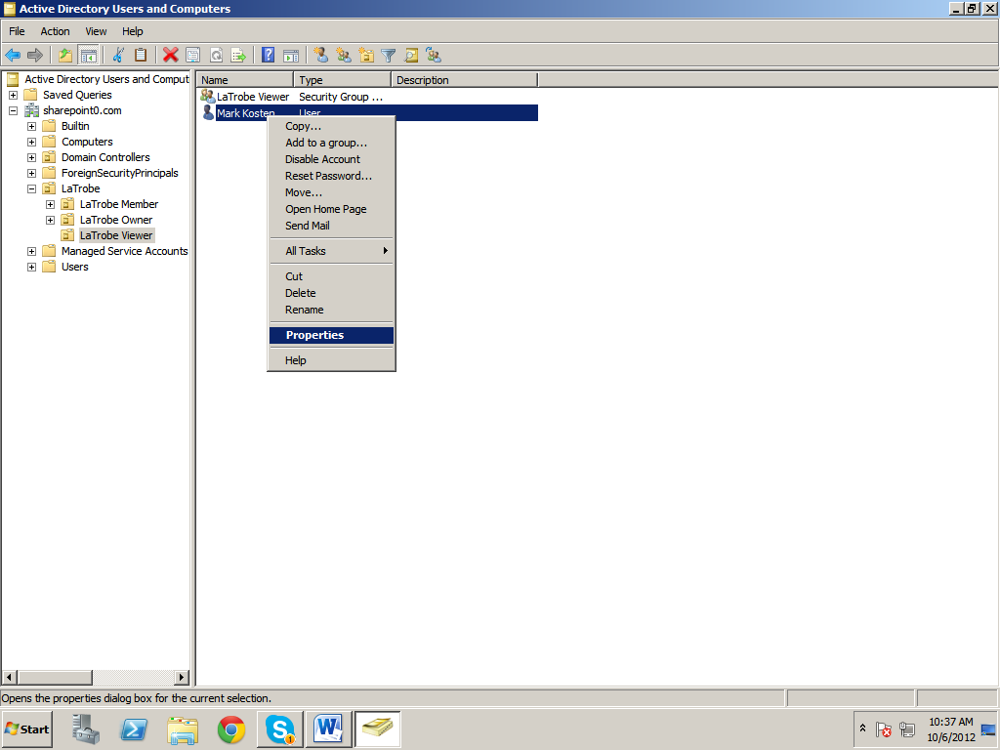 Active Directory Users and Computers
File Action View Help
Active Directory Users and Comput
Saved Queries
sharepoint0.com
Builtin
Computers
Domain Controllers
ForeignSecurityPrincipals
LaTrobe
LaTrobe Member
LaTrobe Owner
LaTrobe Viewer
Managed Service Accounts
Users
Name Type Description
LaTrobe Viewer Security Group ...
Mark Kosten User
Copy...
Add to a group...
Disable Account
Reset Password...
Move...
Open Home Page
Send Mail
All Tasks
Cut
Delete
Rename
Properties
Help
Opens the properties dialog box for the current selection.
Start
1
10:37 AM
10/6/2012